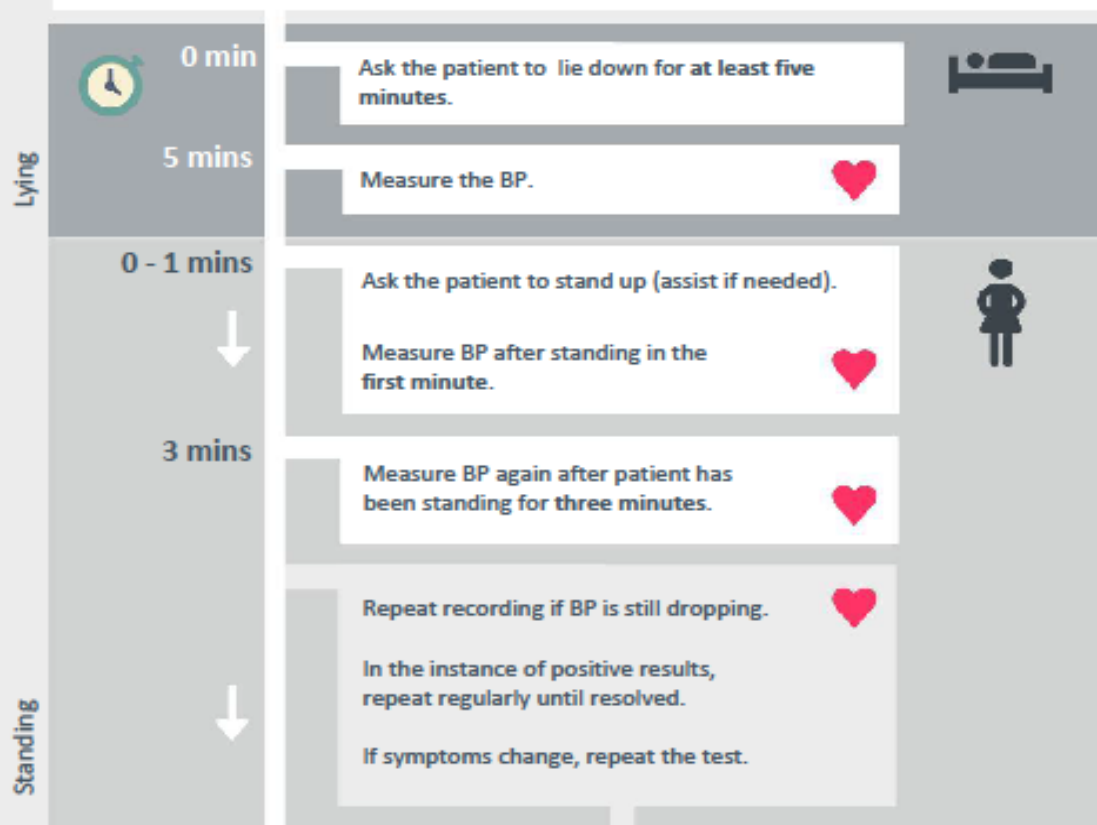 Lying
0 min
Ask the patient to lie down for at least five
minutes.
5 mins
Measure the BP.
0 - 1 mins
Ask the patient to stand up (assist if needed).
Measure BP after standing in the
first minute.
3 mins
Measure BP again after patient has
been standing for three minutes.
Standing
Repeat recording if BP is still dropping.
In the instance of positive results,
repeat regularly until resolved.
If symptoms change, repeat the test.